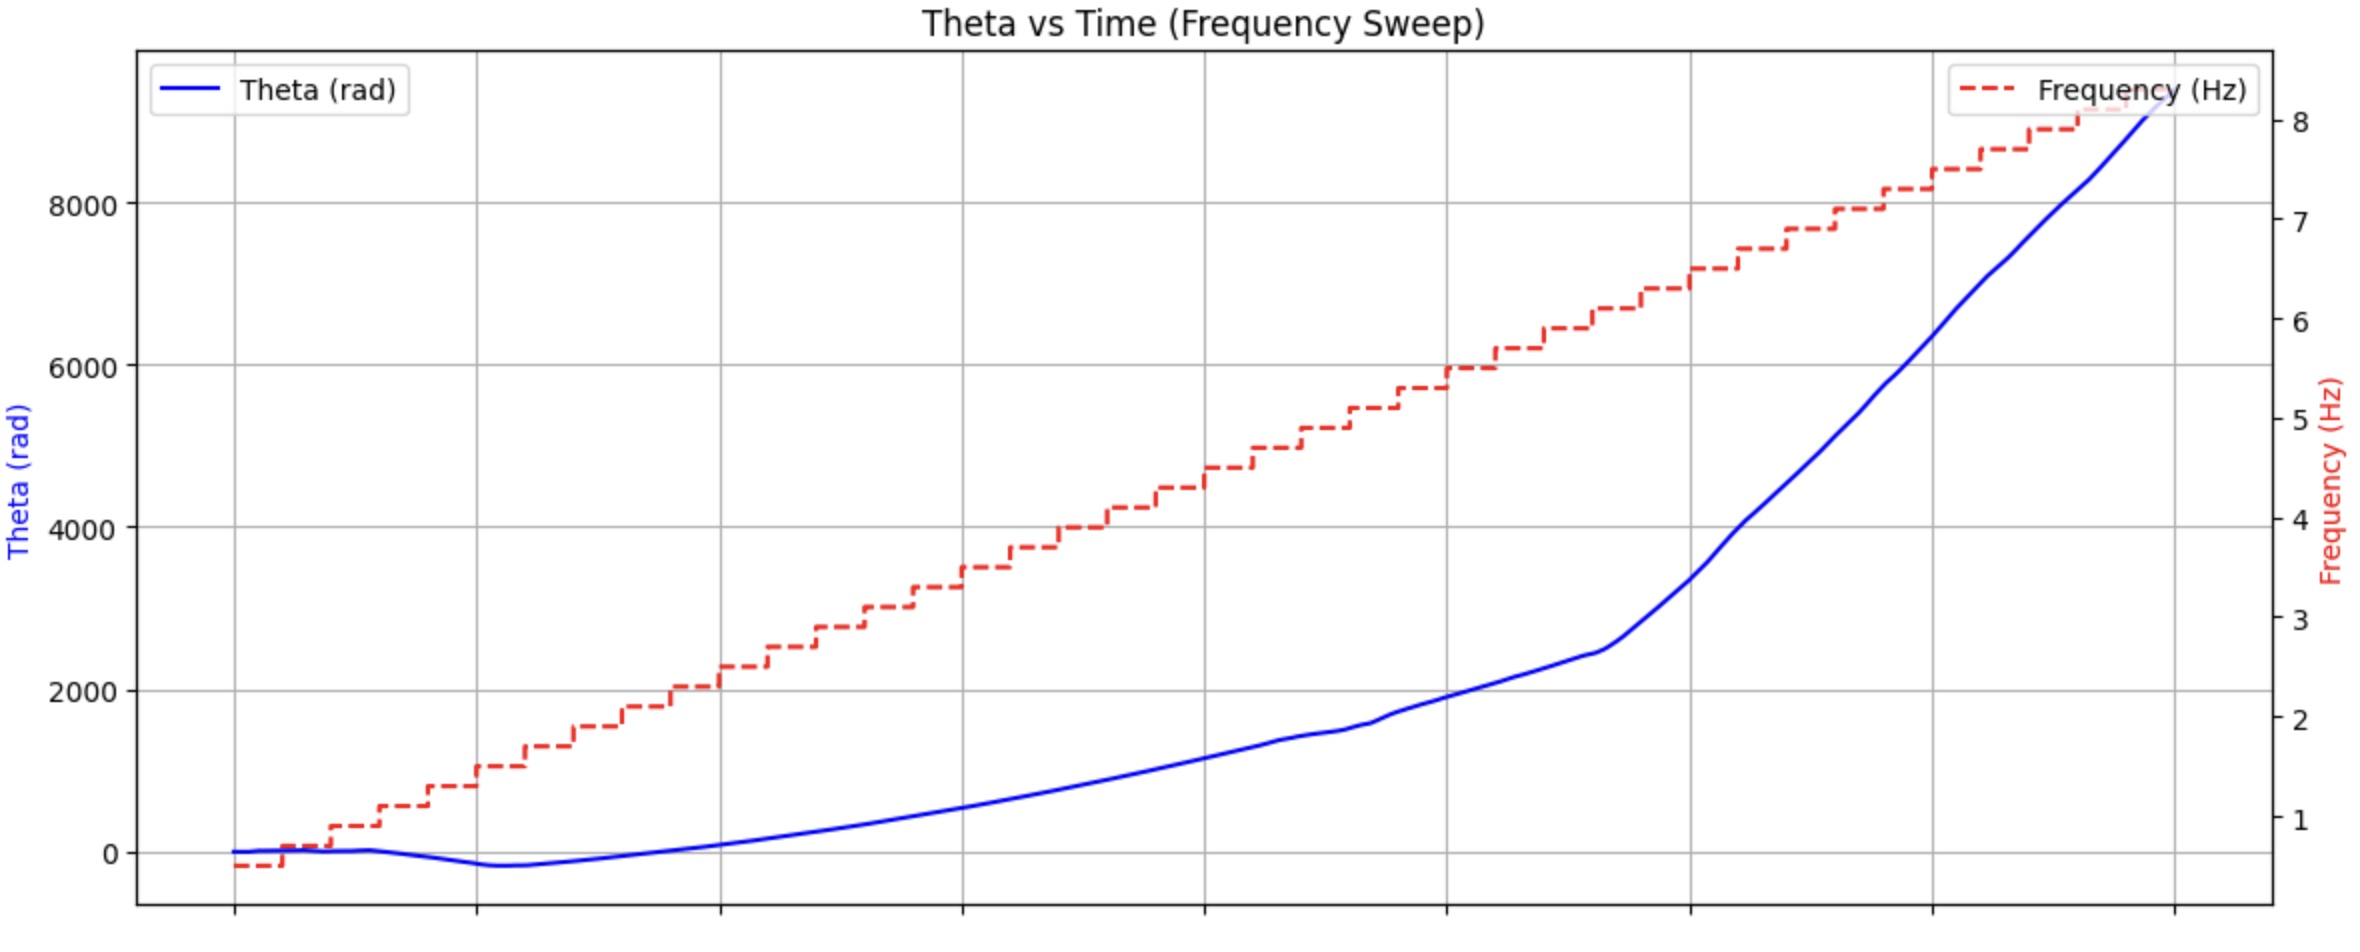 Theta vs Time (Frequency Sweep)
Theta (rad)
Frequency (Hz)
8000
6000
4000
2000
0
Theta (rad)
8
7
6
5
4
3
2
1
Frequency (Hz)